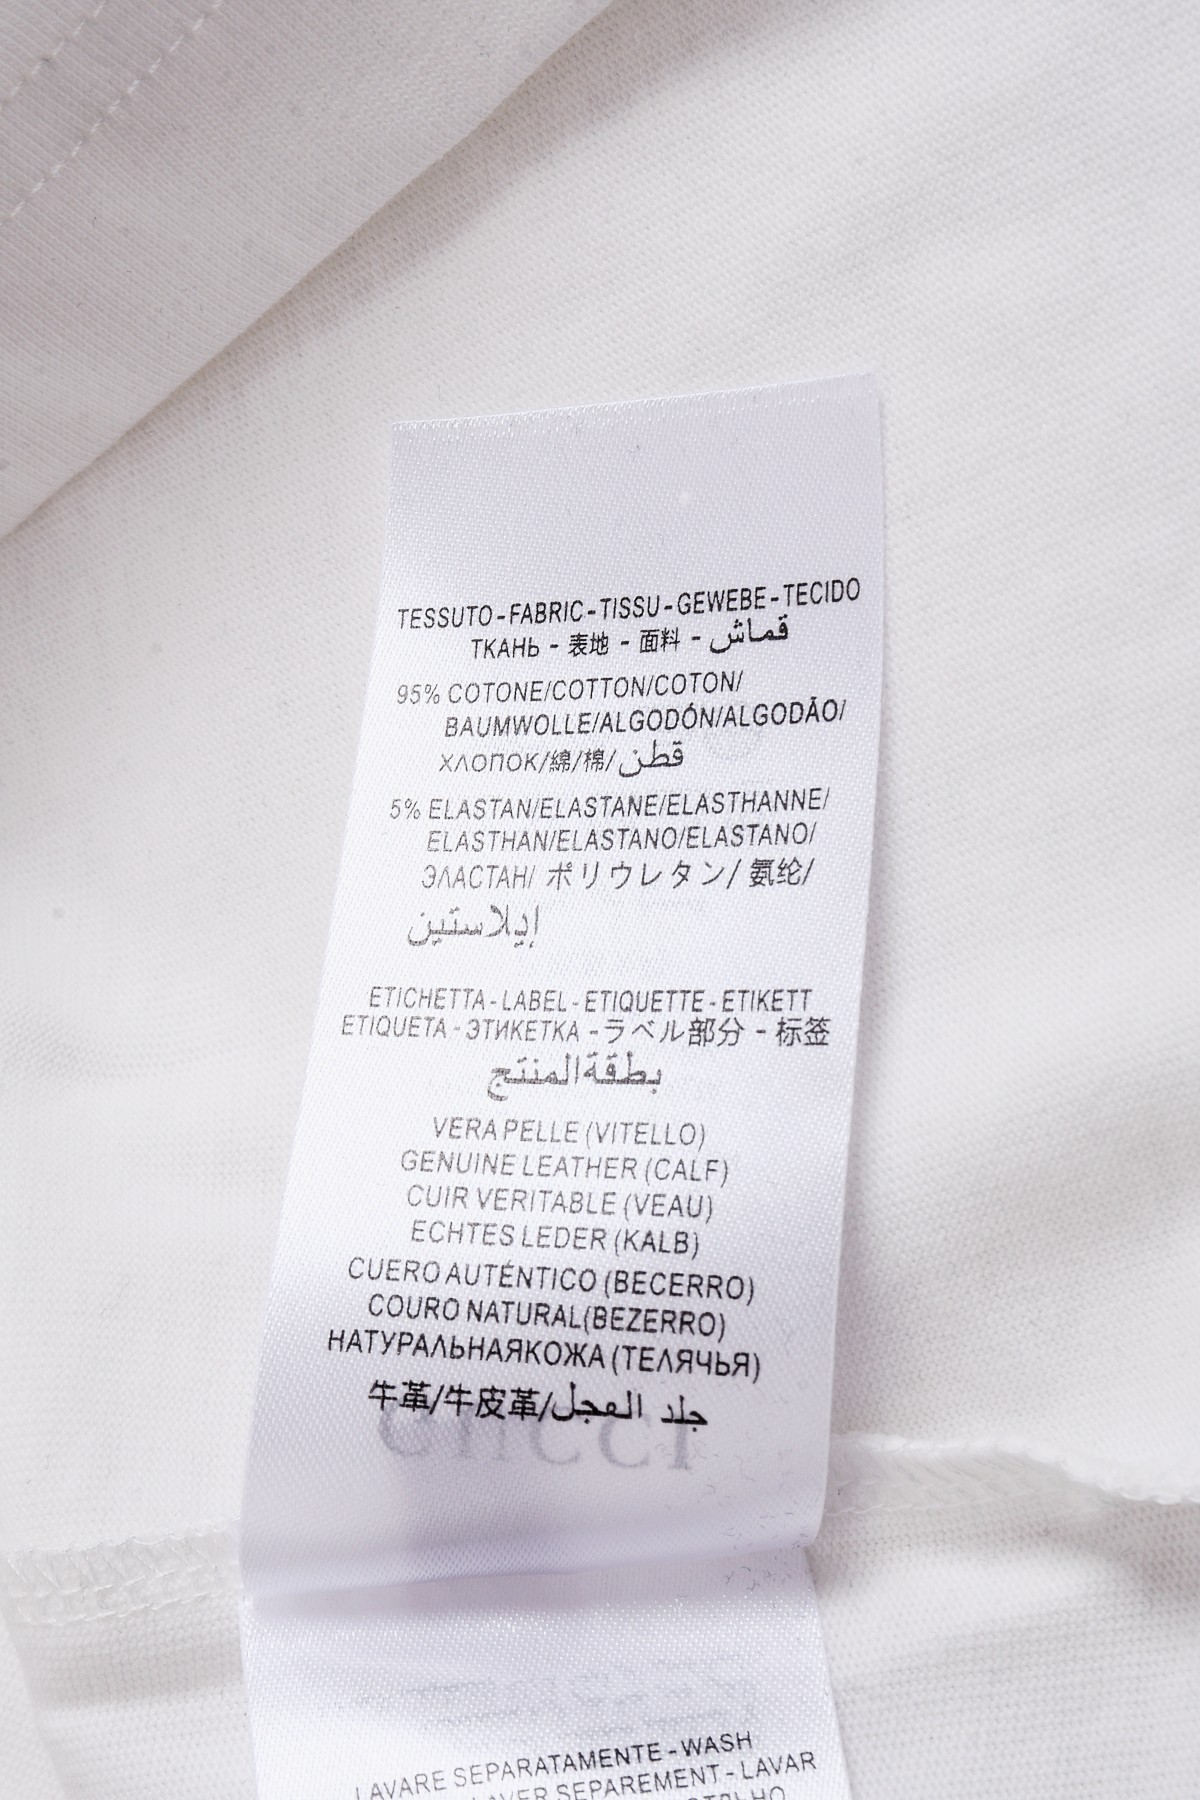 TESSUTO-FABRIC-TISSU-GEWEBE-TECIDO
ТКАНЬ - 表地 - 面料 - قماش
95% COTONE/COTTON/COTON/
BAUMWOLLE/ALGODÓN/ALGODÃO/
ХЛОПОК/綿/棉/قطن
5% ELASTAN/ELASTANE/ELASTHANNE/
ELASTHAN/ELASTANO/ELASTANO/
ЭЛАСТАН/ ポリウレタン/ 氨纶/
إيلاستين
ETICHETTA-LABEL-ETIQUETTE-ETIKETT
ETIQUETA-ЭТИКЕТКА-ラベル部分 - 标签
بطقةالمنتج
VERA PELLE (VITELLO)
GENUINE LEATHER (CALF)
CUIR VERITABLE (VEAU)
ECHTES LEDER (KALB)
CUERO AUTÉNTICO (BECERRO)
COURO NATURAL(BEZERRO)
НАТУРАЛЬНАЯКОЖА (ТЕЛЯЧЬЯ)
牛革/牛皮革/جلد العجل
LAVARE SEPARATAMENTE-WASH
SEPAREMENT-LAVAR